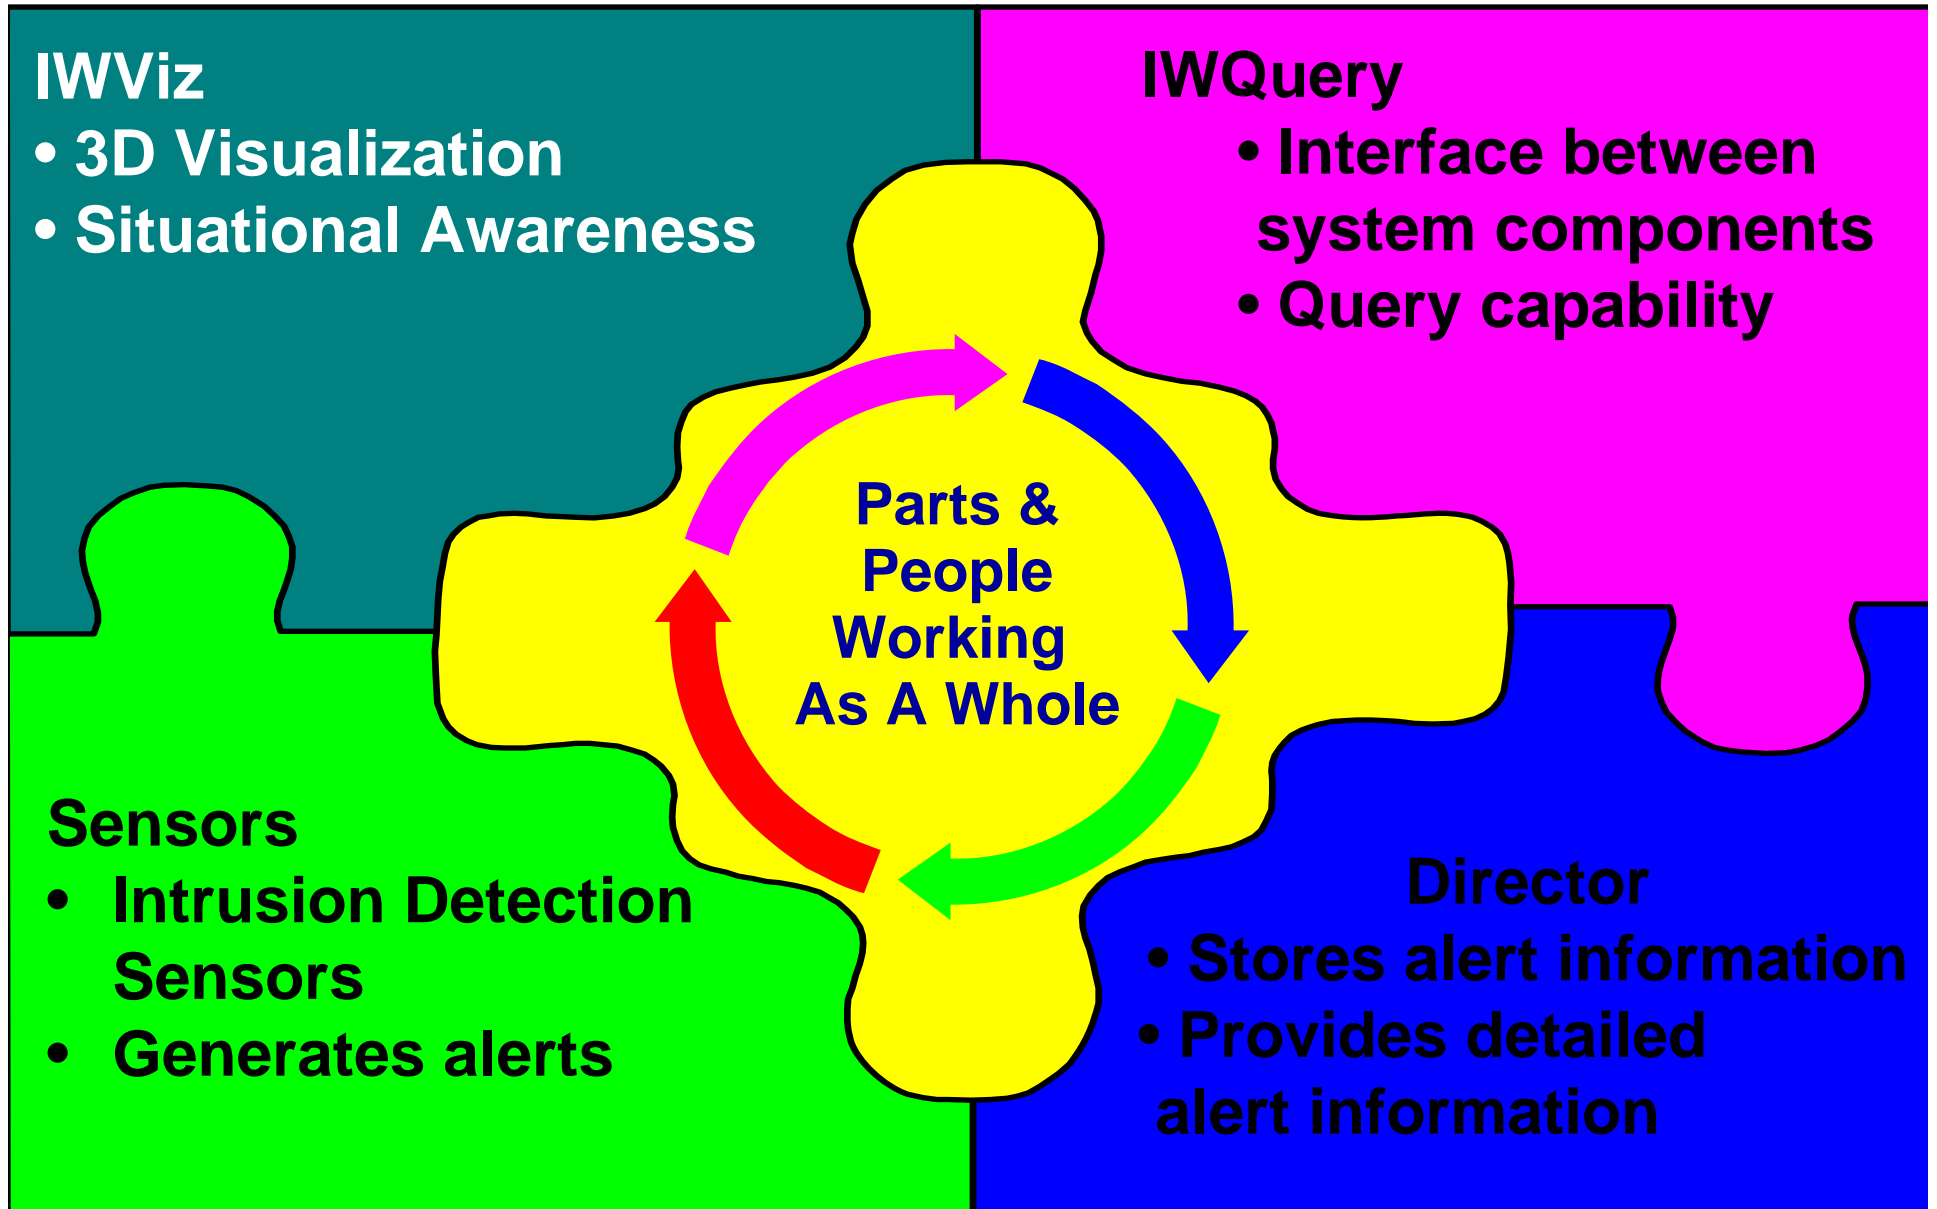 IWViz
• 3D Visualization
• Situational Awareness
IWQuery
• Interface between
system components
• Query capability
Parts &
People
Working
As A Whole
Sensors
• Intrusion Detection
Sensors
• Generates alerts
Director
• Stores alert information
• Provides detailed
alert information